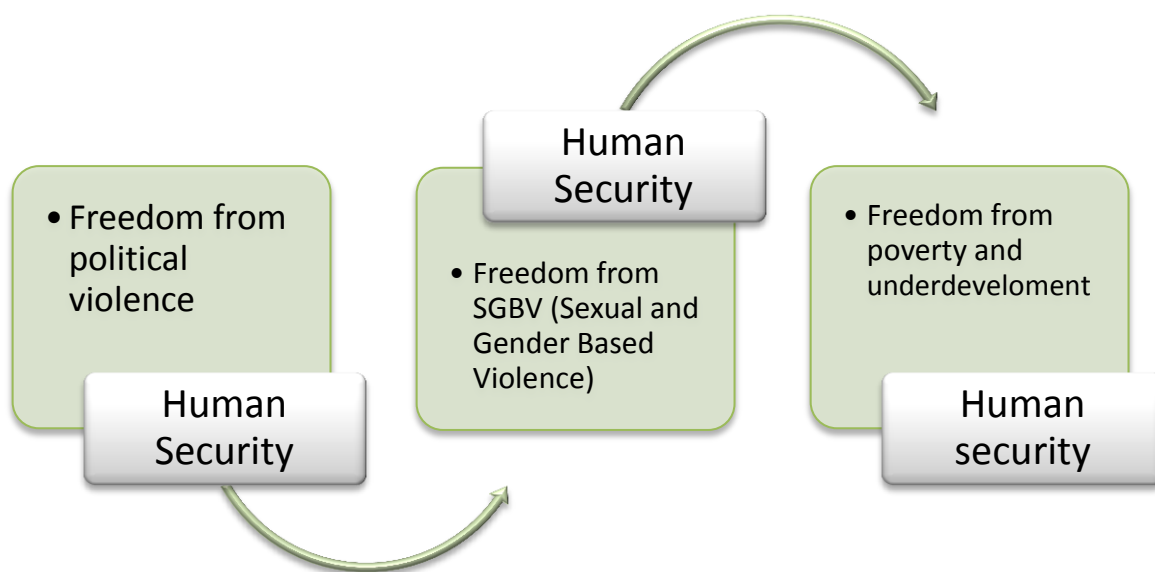 • Freedom from
political
violence
Human
Security
Human
Security
• Freedom from
SGBV (Sexual and
Gender Based
Violence)
• Freedom from
poverty and
underdeveloment
Human
security